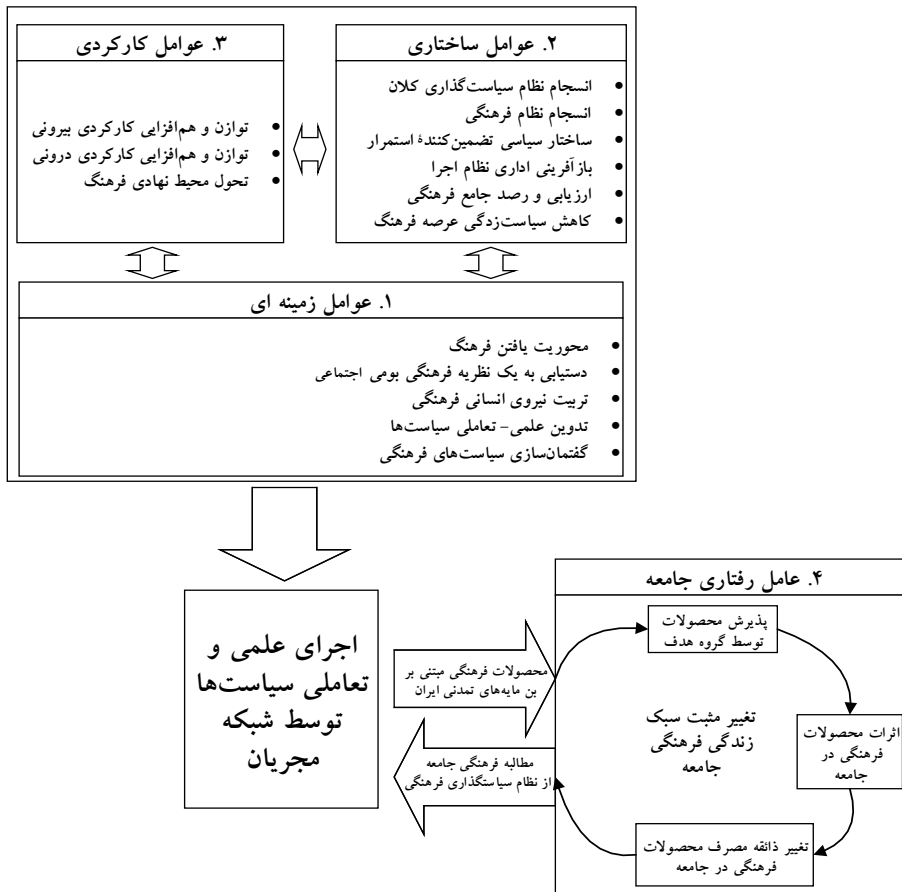 ۲. عوامل ساختاری
انسجام نظام سیاست‌گذاری کلان
انسجام نظام فرهنگی
ساختار سیاسی تضمین‌کنندهٔ استمرار
بازآفرینی اداری نظام اجرا
ارزیابی و رصد جامع فرهنگی
کاهش سیاست‌زدگی عرصه فرهنگ
۳. عوامل کارکردی
توازن و هم‌افزایی کارکردی بیرونی
توازن و هم‌افزایی کارکردی درونی
تحول محیط نهادی فرهنگ
۱. عوامل زمینه ای
محوریت یافتن فرهنگ
دستیابی به یک نظریه فرهنگی بومی اجتماعی
تربیت نیروی انسانی فرهنگی
تدوین علمی- تعاملی سیاست‌ها
گفتمان‌سازی سیاست‌های فرهنگی
اجرای علمی و
تعاملی سیاست‌ها
توسط شبکه
مجریان
محصولات فرهنگی مبتنی بر
بن مایه‌های تمدنی ایران
مطالبه فرهنگی جامعه
از نظام سیاستگذاری فرهنگی
۴. عامل رفتاری جامعه
پذیرش محصولات
توسط گروه هدف
اثرات محصولات
فرهنگی در
جامعه
تغییر مثبت سبک
زندگی فرهنگی
جامعه
تغییر ذائقه مصرف محصولات
فرهنگی در جامعه